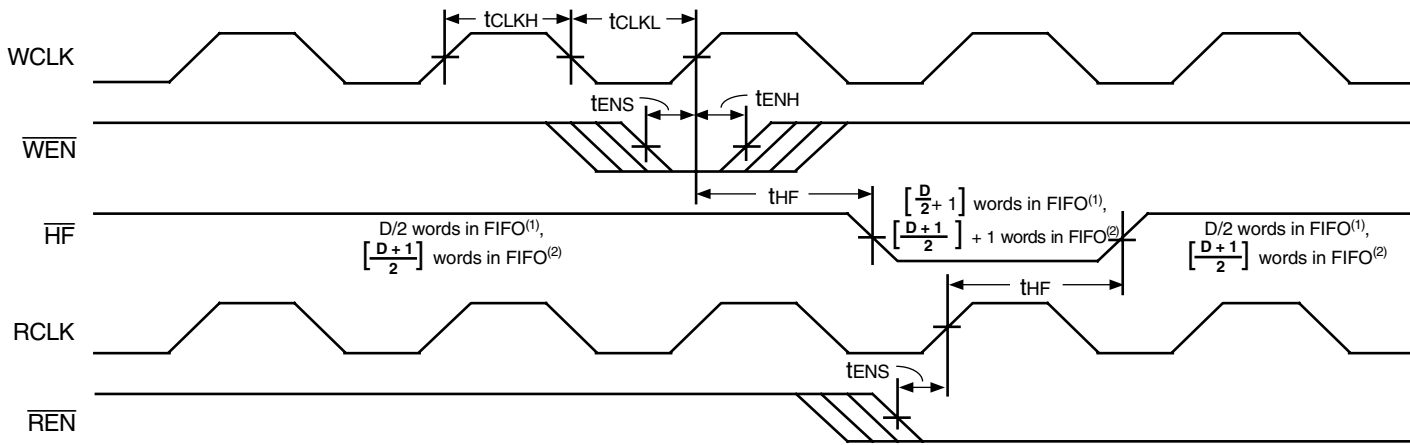 tCLKH
tCLKL
WCLK
tENS
tENH
WEN
tHF
HF
D/2 words in FIFO(1),
[D + 1 / 2] words in FIFO(2)
[D/2 + 1] words in FIFO(1),
[D + 1 / 2] + 1 words in FIFO(2)
D/2 words in FIFO(1),
[D + 1 / 2] words in FIFO(2)
tHF
RCLK
tENS
REN